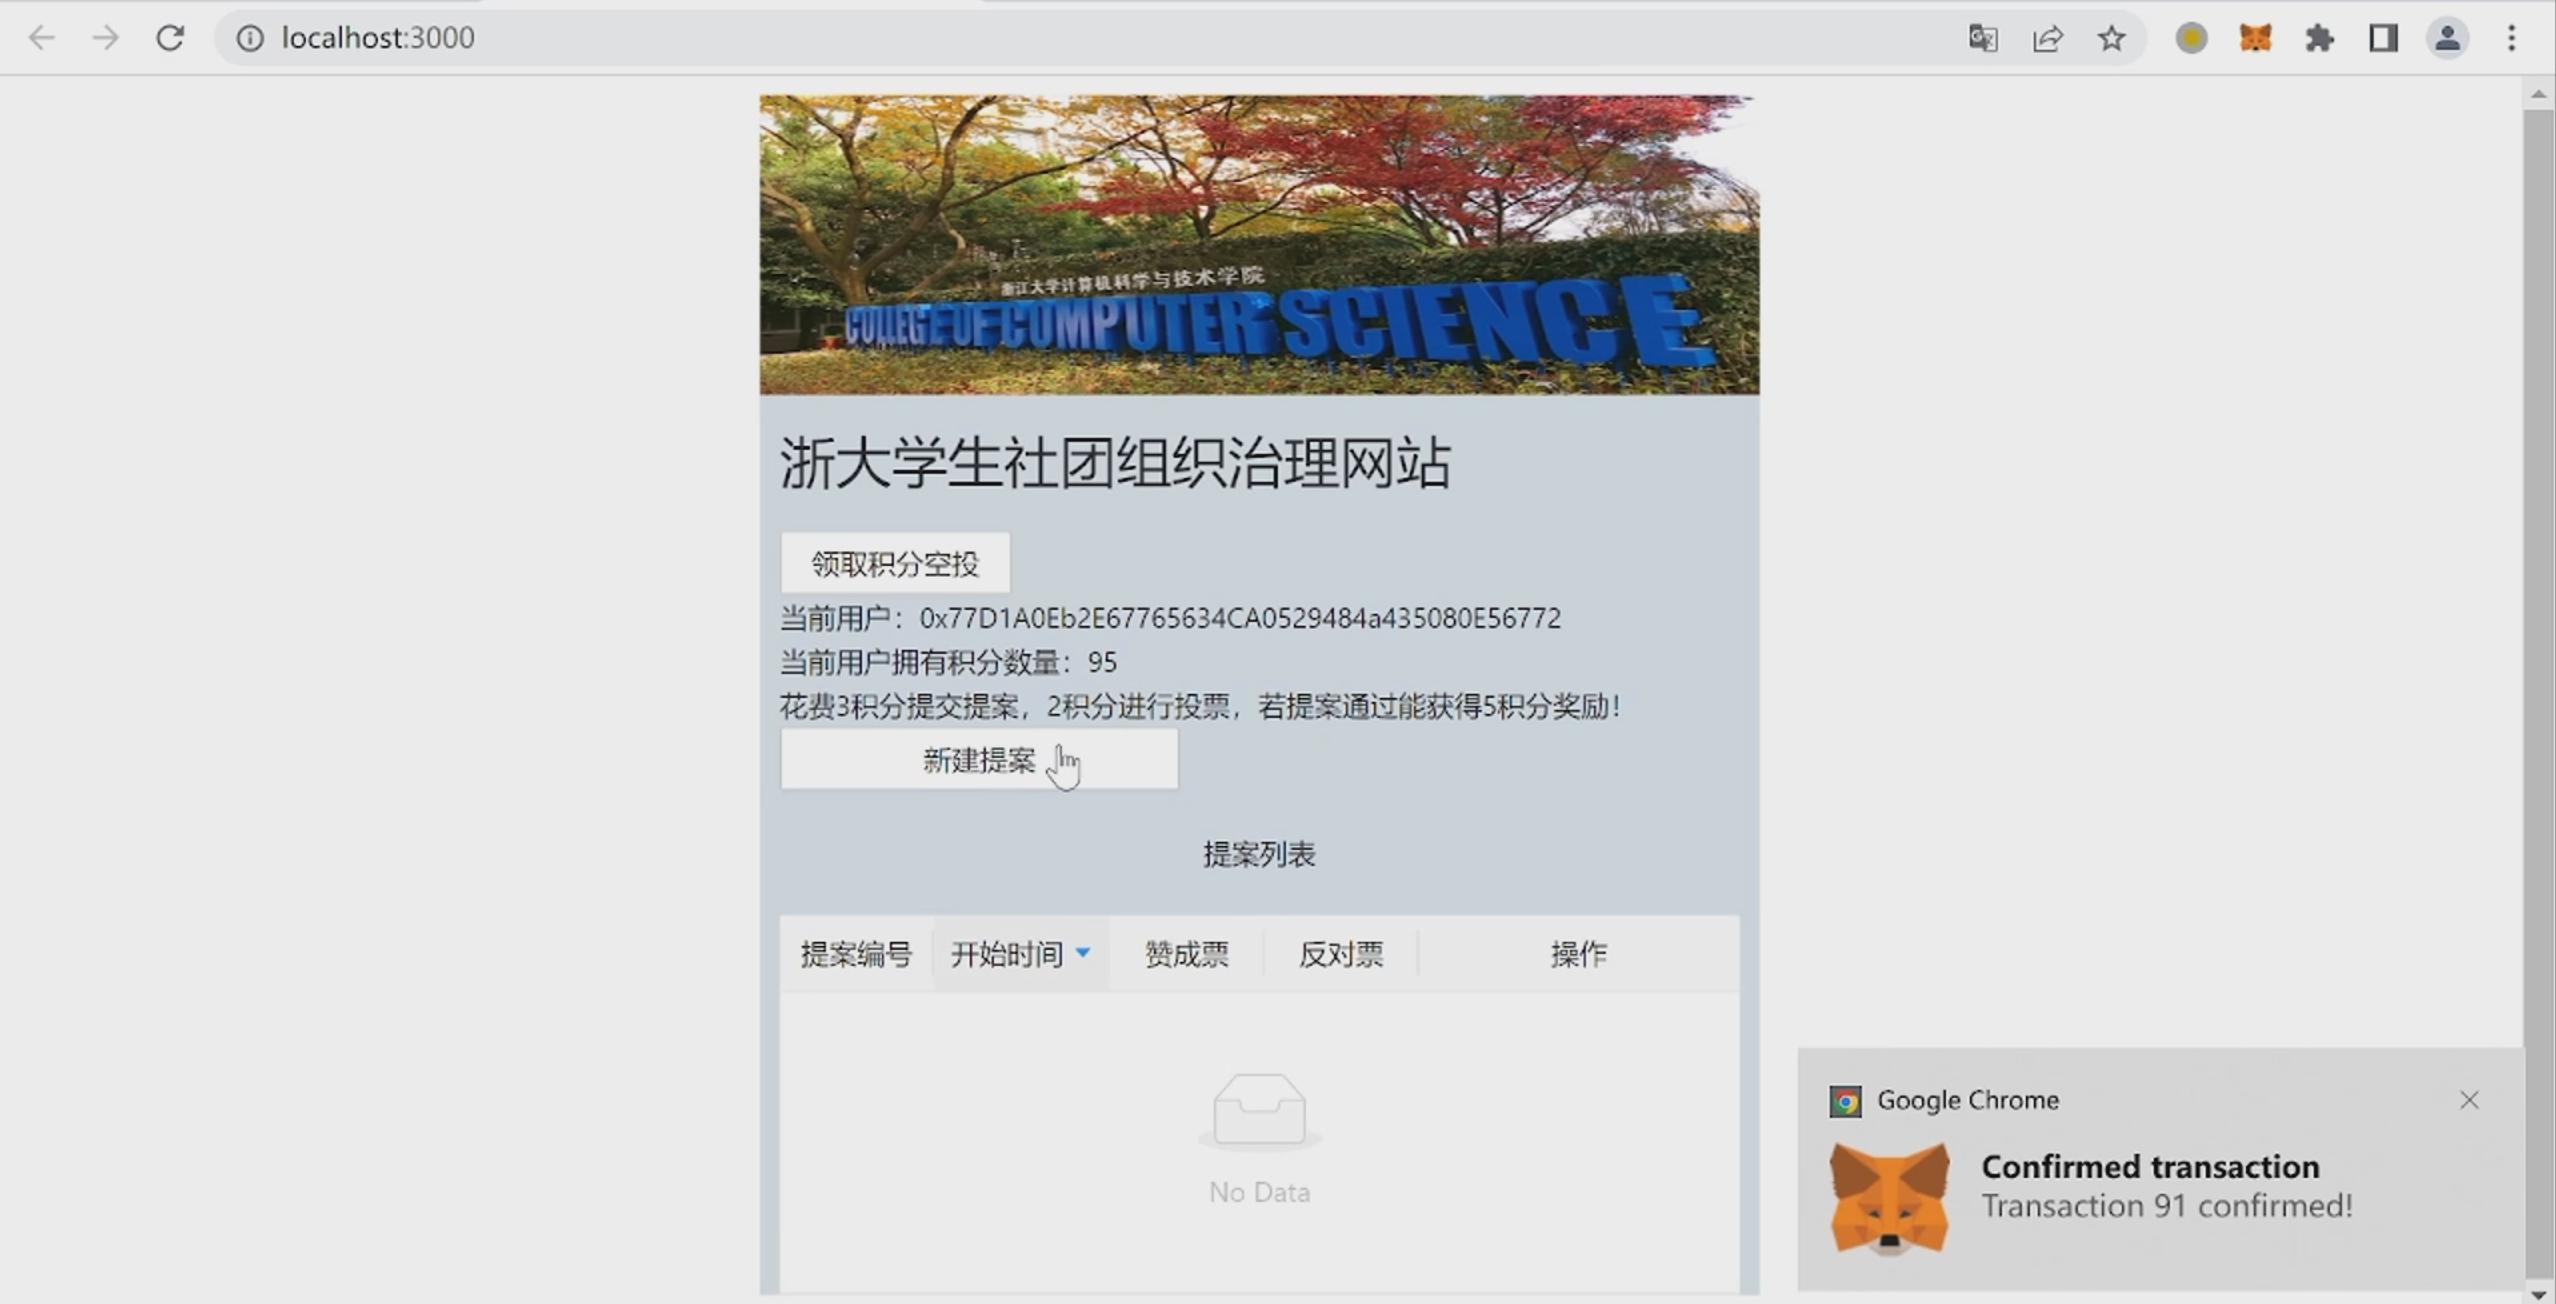 localhost:3000
浙江大学计算机科学与技术学院
COLLEGE OF COMPUTER SCIENCE
浙大学生社团组织治理网站
领取积分空投
当前用户：0x77D1A0Eb2E67765634CA0529484a435080E56772
当前用户拥有积分数量：95
花费3积分提交提案，2积分进行投票，若提案通过能获得5积分奖励！
新建提案
提案列表
提案编号 开始时间 赞成票 反对票 操作
No Data
Google Chrome
Confirmed transaction
Transaction 91 confirmed!